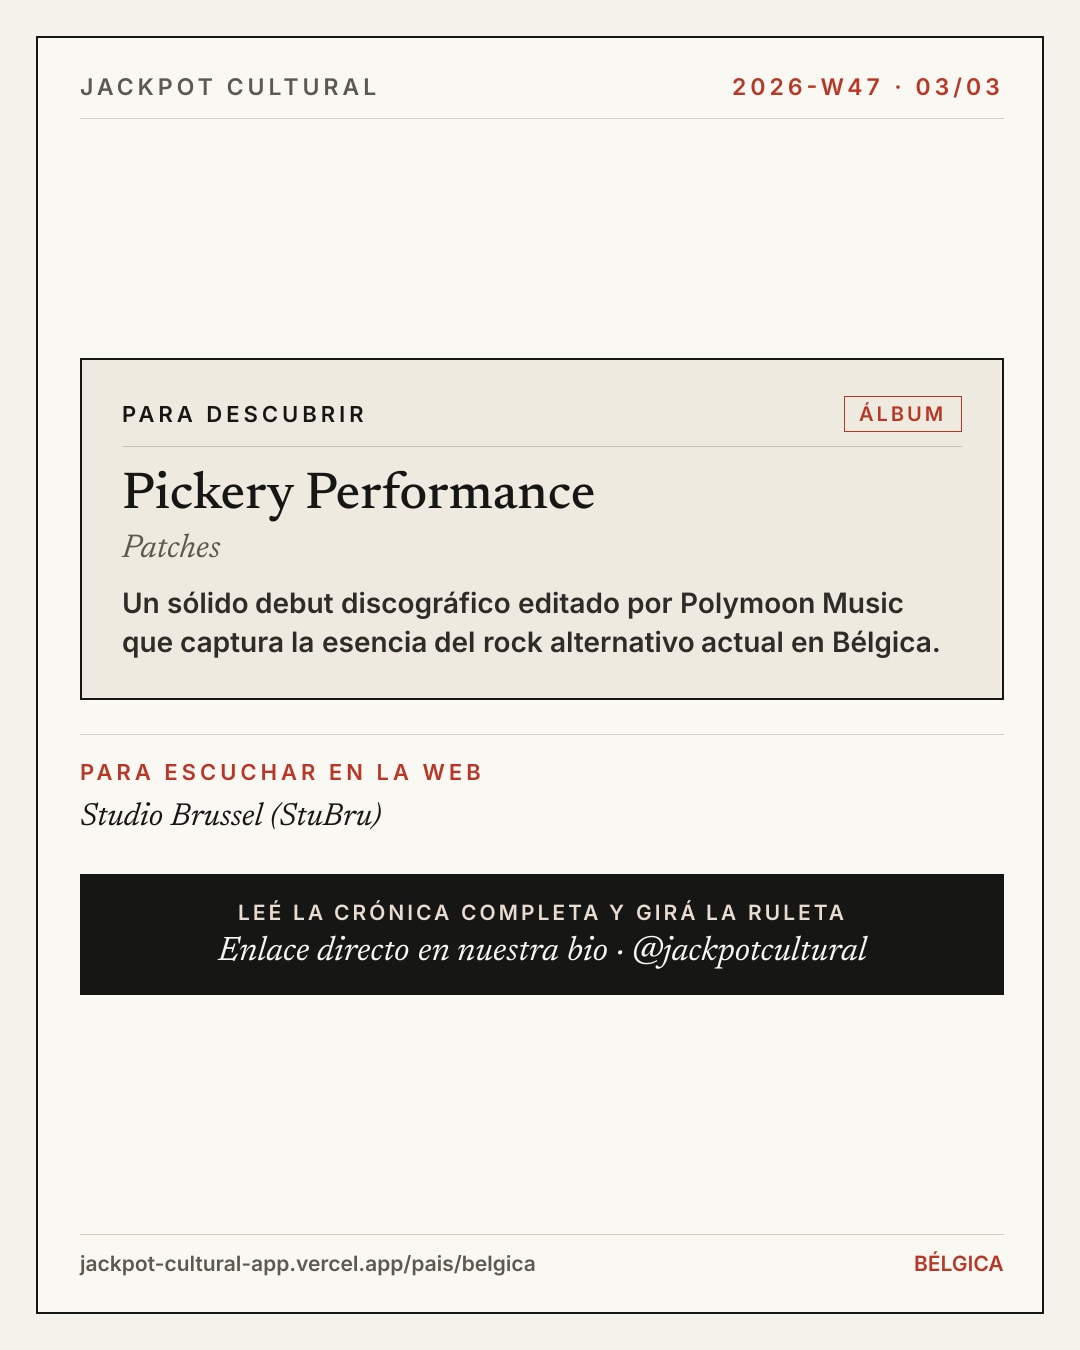 JACKPOT CULTURAL
2026-W47 · 03/03
PARA DESCUBRIR
ÁLBUM
Pickery Performance
Patches
Un sólido debut discográfico editado por Polymoon Music
que captura la esencia del rock alternativo actual en Bélgica.
PARA ESCUCHAR EN LA WEB
Studio Brussel (StuBru)
LEÉ LA CRÓNICA COMPLETA Y GIRÁ LA RULETA
Enlace directo en nuestra bio · @jackpotcultural
jackpot-cultural-app.vercel.app/pais/belgica
BÉLGICA